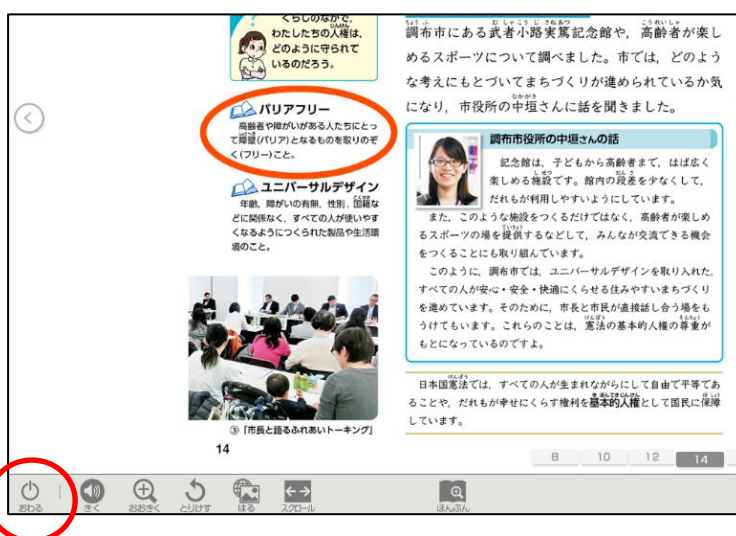 くらしのなかで，
わたしたちの人権は，
どのように守られて
いるのだろう。
バリアフリー
高齢者や障がいがある人たちにとっ
て障壁(バリア)となるものを取りのぞ
く(フリー)こと。
ユニバーサルデザイン
年齢，障がいの有無，性別，国籍な
どに関係なく，すべての人が使いやす
くなるようにつくられた製品や生活環
境のこと。
③「市長と語るふれあいトーキング」
14
調布市にある武者小路実篤記念館や，高齢者が楽し
めるスポーツについて調べました。市では，どのよう
な考えにもとづいてまちづくりが進められているか気
になり，市役所の中垣さんに話を聞きました。
調布市役所の中垣さんの話
記念館は，子どもから高齢者まで，はば広く
楽しめる施設です。館内の段差を少なくして，
だれもが利用しやすいようにしています。
また，このような施設をつくるだけではなく，高齢者が楽しめ
るスポーツの場を提供するなどして，みんなが交流できる機会
をつくることにも取り組んでいます。
このように，調布市では，ユニバーサルデザインを取り入れた，
すべての人が安心・安全・快適にくらせる住みやすいまちづくり
を進めています。そのために，市長と市民が直接話し合う場をも
うけてもいます。これらのことは，憲法の基本的人権の尊重が
もとになっているのですよ。
日本国憲法では，すべての人が生まれながらにして自由で平等であ
ることや，だれもが幸せにくらす権利を基本的人権として国民に保障
しています。
8 10 12 14
おわる きく おおきく とりけす はる スクロール ほんぶん